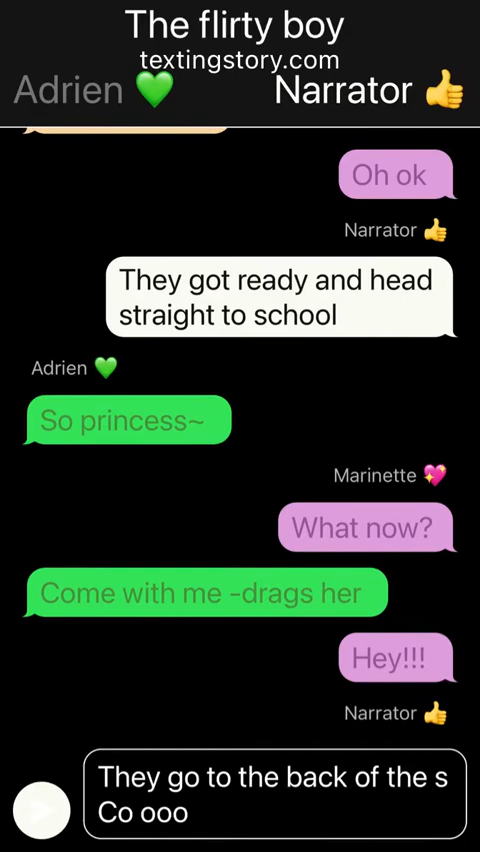 The flirty boy
textingstory.com
Adrien 💚 Narrator 👍
Oh ok
Narrator 👍
They got ready and head
straight to school
Adrien 💚
So princess~
Marinette 💖
What now?
Come with me -drags her
Hey!!!
Narrator 👍
They go to the back of the s
Co ooo